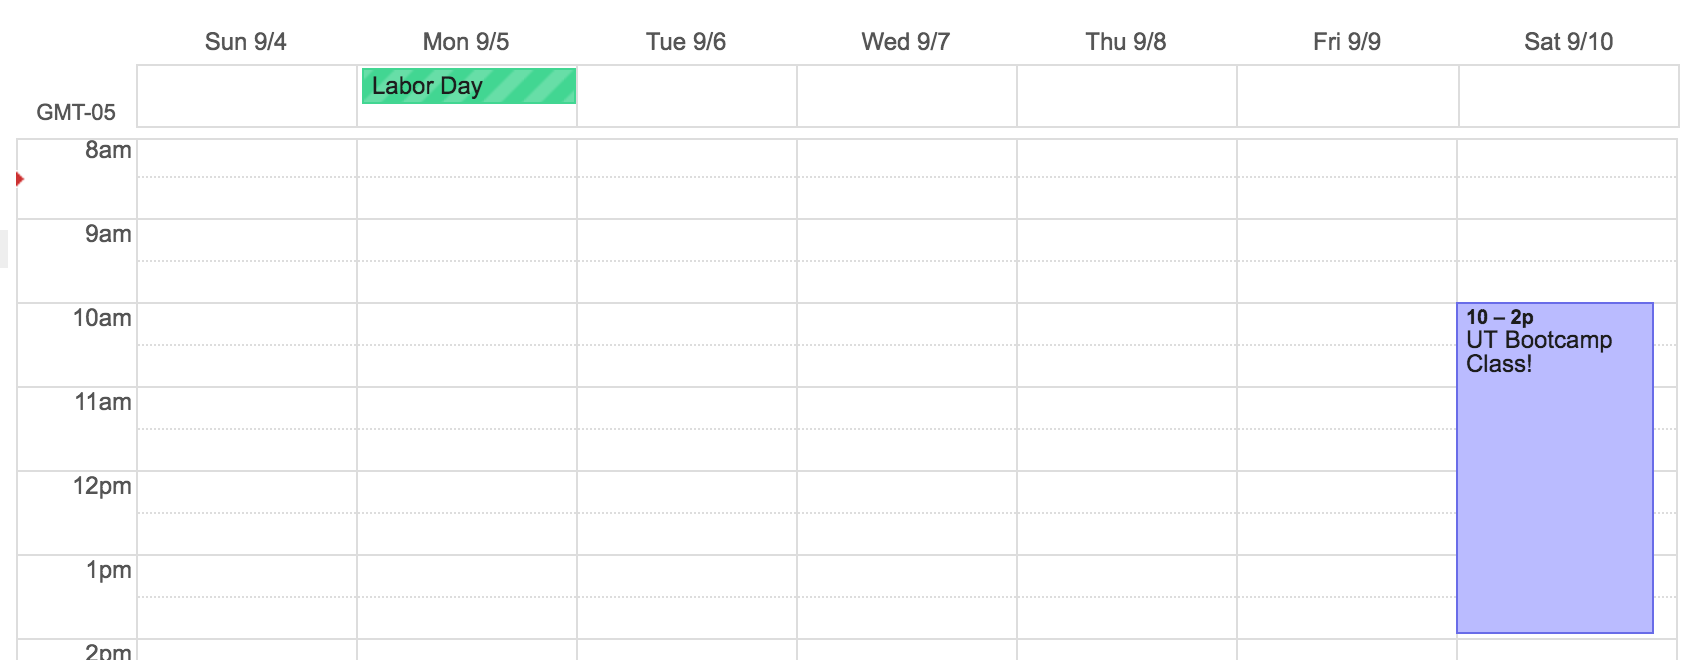 Sun 9/4 Mon 9/5 Tue 9/6 Wed 9/7 Thu 9/8 Fri 9/9 Sat 9/10
Labor Day
GMT-05
8am
9am
10am
10 – 2p
UT Bootcamp
Class!
11am
12pm
1pm
2pm